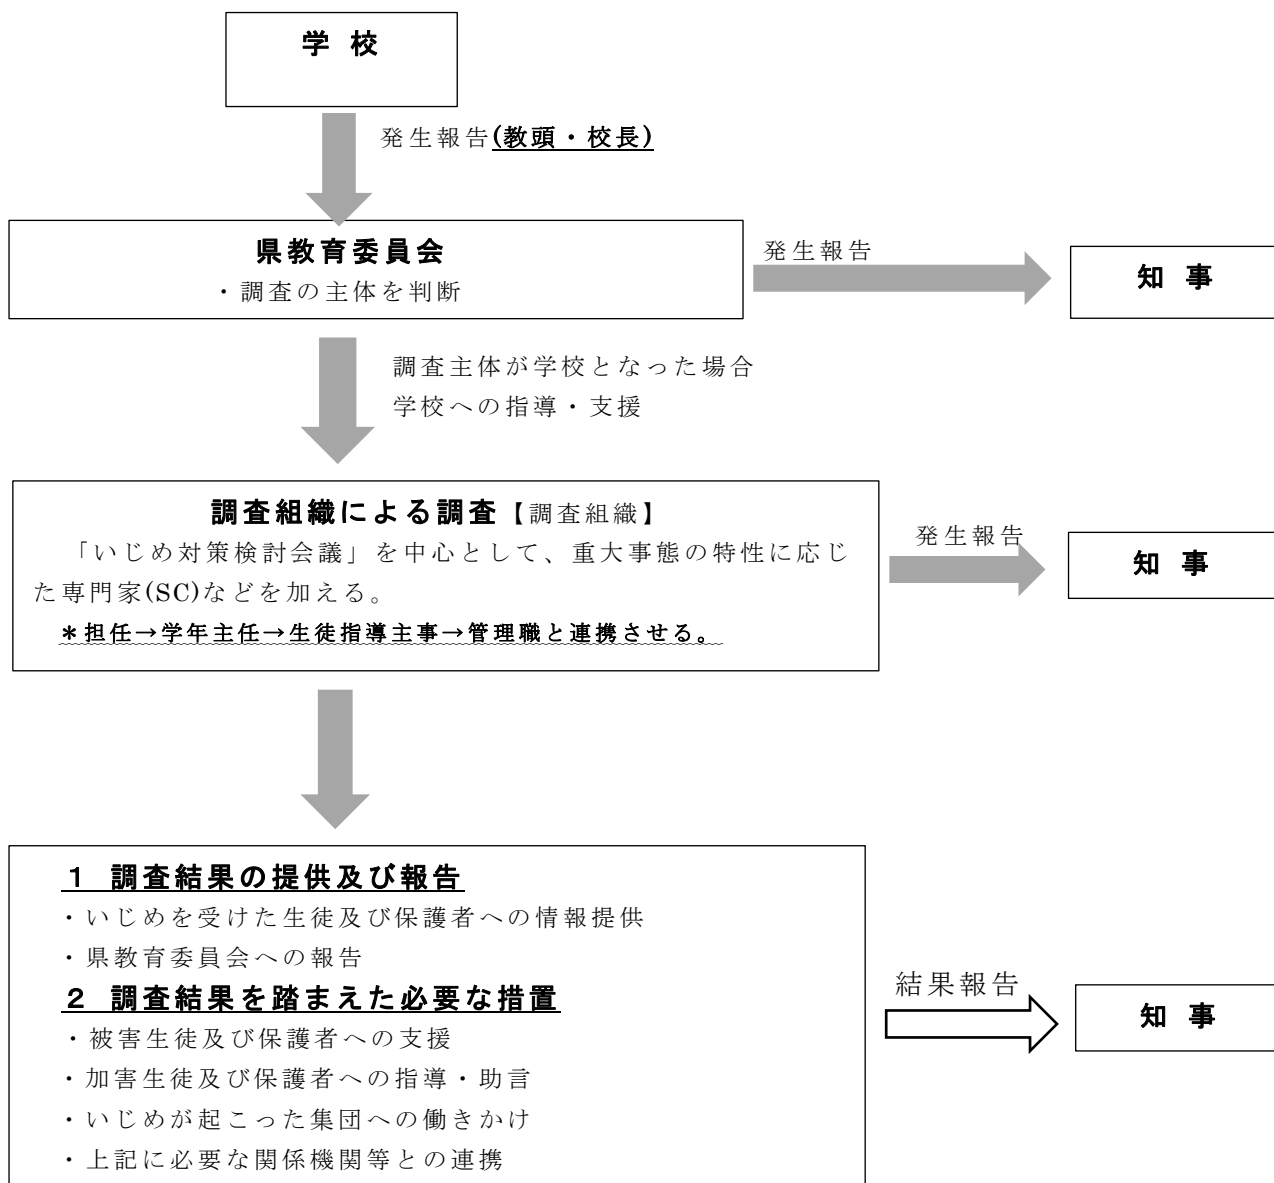 学 校
発生報告(教頭・校長)
県教育委員会
・調査の主体を判断
発生報告
知 事
調査主体が学校となった場合
学校への指導・支援
調査組織による調査【調査組織】
「いじめ対策検討会議」を中心として、重大事態の特性に応じ
た専門家(SC)などを加える。
＊担任→学年主任→生徒指導主事→管理職と連携させる。
発生報告
知 事
１ 調査結果の提供及び報告
・いじめを受けた生徒及び保護者への情報提供
・県教育委員会への報告
２ 調査結果を踏まえた必要な措置
・被害生徒及び保護者への支援
・加害生徒及び保護者への指導・助言
・いじめが起こった集団への働きかけ
・上記に必要な関係機関等との連携
結果報告
知 事